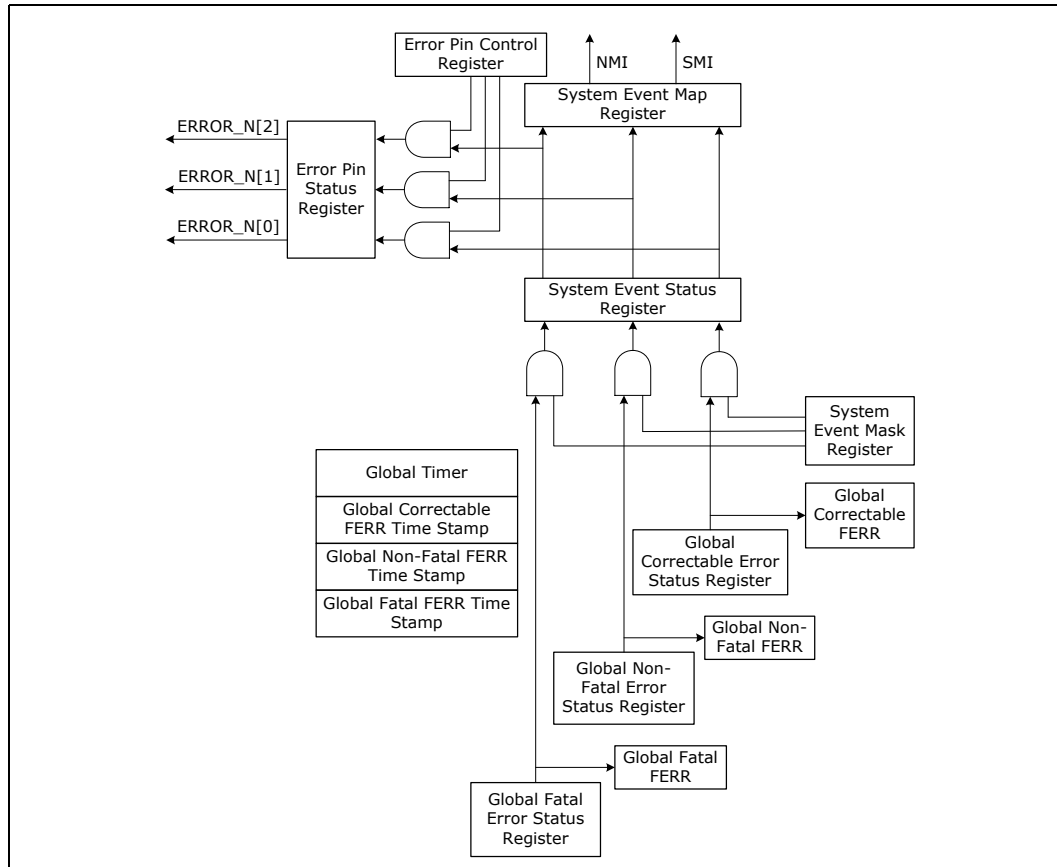 Error Pin Control
Register
NMI
SMI
System Event Map
Register
ERROR_N[2]
ERROR_N[1]
ERROR_N[0]
Error Pin
Status
Register
System Event Status
Register
System
Event Mask
Register
Global Timer
Global Correctable
FERR Time Stamp
Global Non-Fatal FERR
Time Stamp
Global Fatal FERR Time
Stamp
Global
Correctable
FERR
Global
Correctable Error
Status Register
Global Non-
Fatal FERR
Global Non-
Fatal Error
Status Register
Global Fatal
FERR
Global Fatal
Error Status
Register